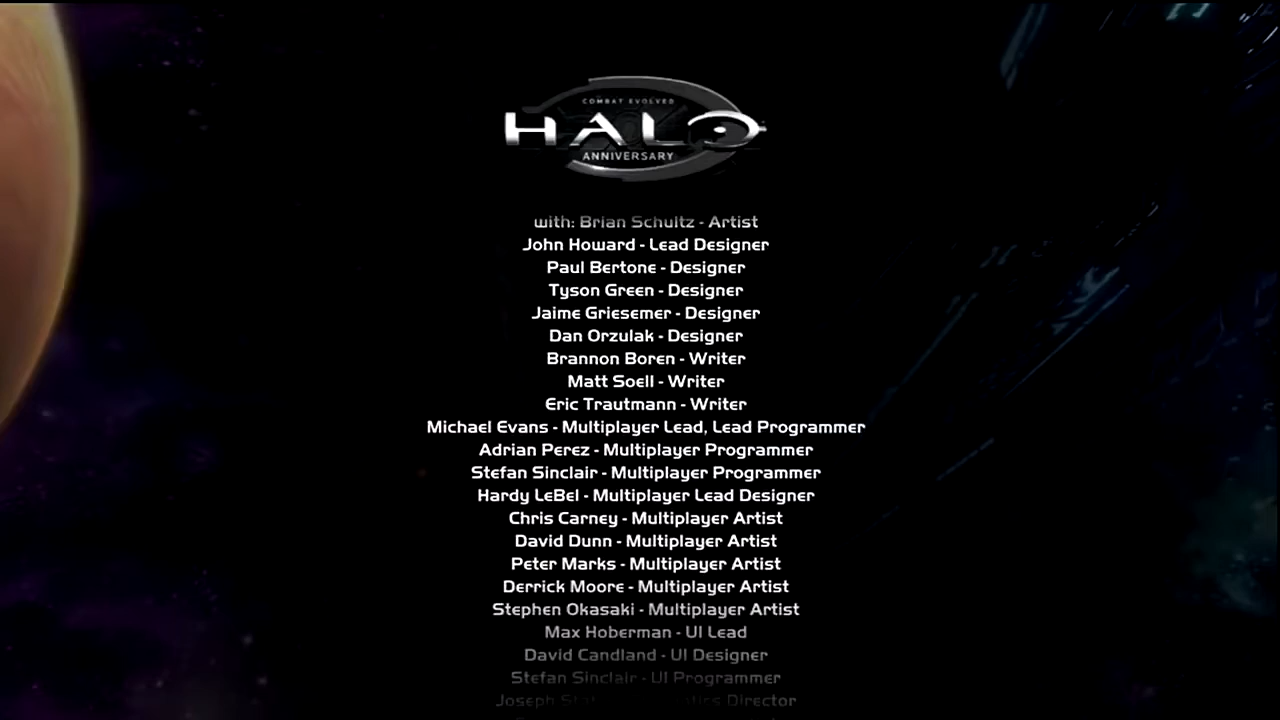 COMBAT EVOLVED
HALO
ANNIVERSARY
with: Brian Schultz - Artist
John Howard - Lead Designer
Paul Bertone - Designer
Tyson Green - Designer
Jaime Griesemer - Designer
Dan Orzulak - Designer
Brannon Boren - Writer
Matt Soell - Writer
Eric Trautmann - Writer
Michael Evans - Multiplayer Lead, Lead Programmer
Adrian Perez - Multiplayer Programmer
Stefan Sinclair - Multiplayer Programmer
Hardy LeBel - Multiplayer Lead Designer
Chris Carney - Multiplayer Artist
David Dunn - Multiplayer Artist
Peter Marks - Multiplayer Artist
Derrick Moore - Multiplayer Artist
Stephen Okasaki - Multiplayer Artist
Max Hoberman - UI Lead
David Candland - UI Designer
Stefan Sinclair - UI Programmer
Joseph Director